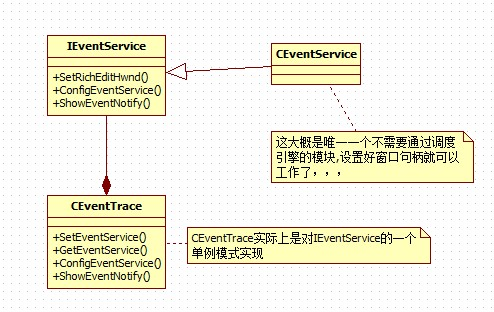 IEventService
CEventService
+SetRichEditHwnd()
+ConfigEventService()
+ShowEventNotify()
这大概是唯一一个不需要通过调度
引擎的模块,设置好窗口句柄就可以
工作了，，，
CEventTrace
+SetEventService()
+GetEventService()
+ConfigEventService()
+ShowEventNotify()
CEventTrace实际上是对IEventService的一个
单例模式实现